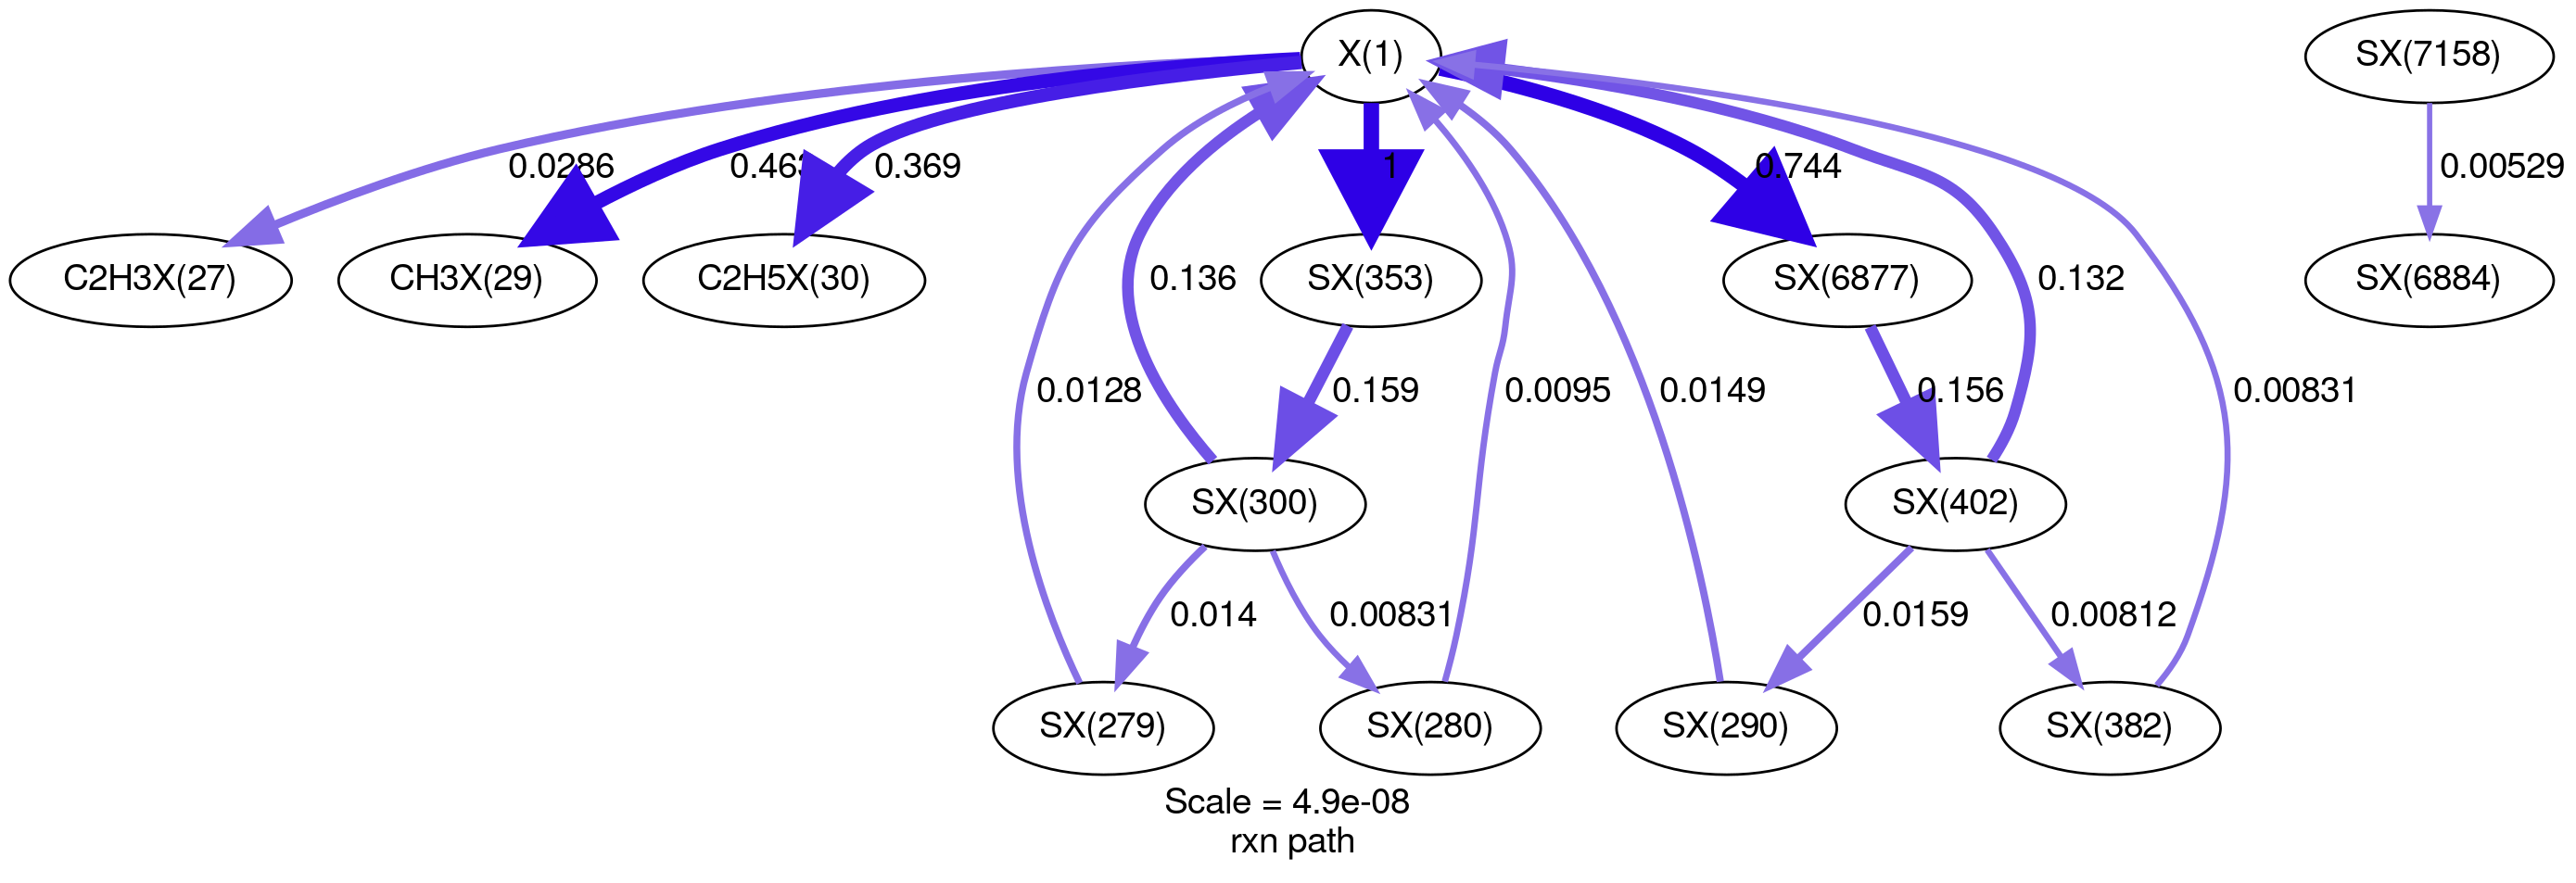 X(1)
SX(7158)
0.0286
0.463
0.369
1
0.744
0.00529
C2H3X(27)
CH3X(29)
C2H5X(30)
0.136
SX(353)
SX(6877)
0.132
SX(6884)
0.0128
0.159
0.0095
0.0149
0.156
0.00831
SX(300)
SX(402)
0.014
0.00831
0.0159
0.00812
SX(279)
SX(280)
SX(290)
SX(382)
Scale = 4.9e-08
rxn path